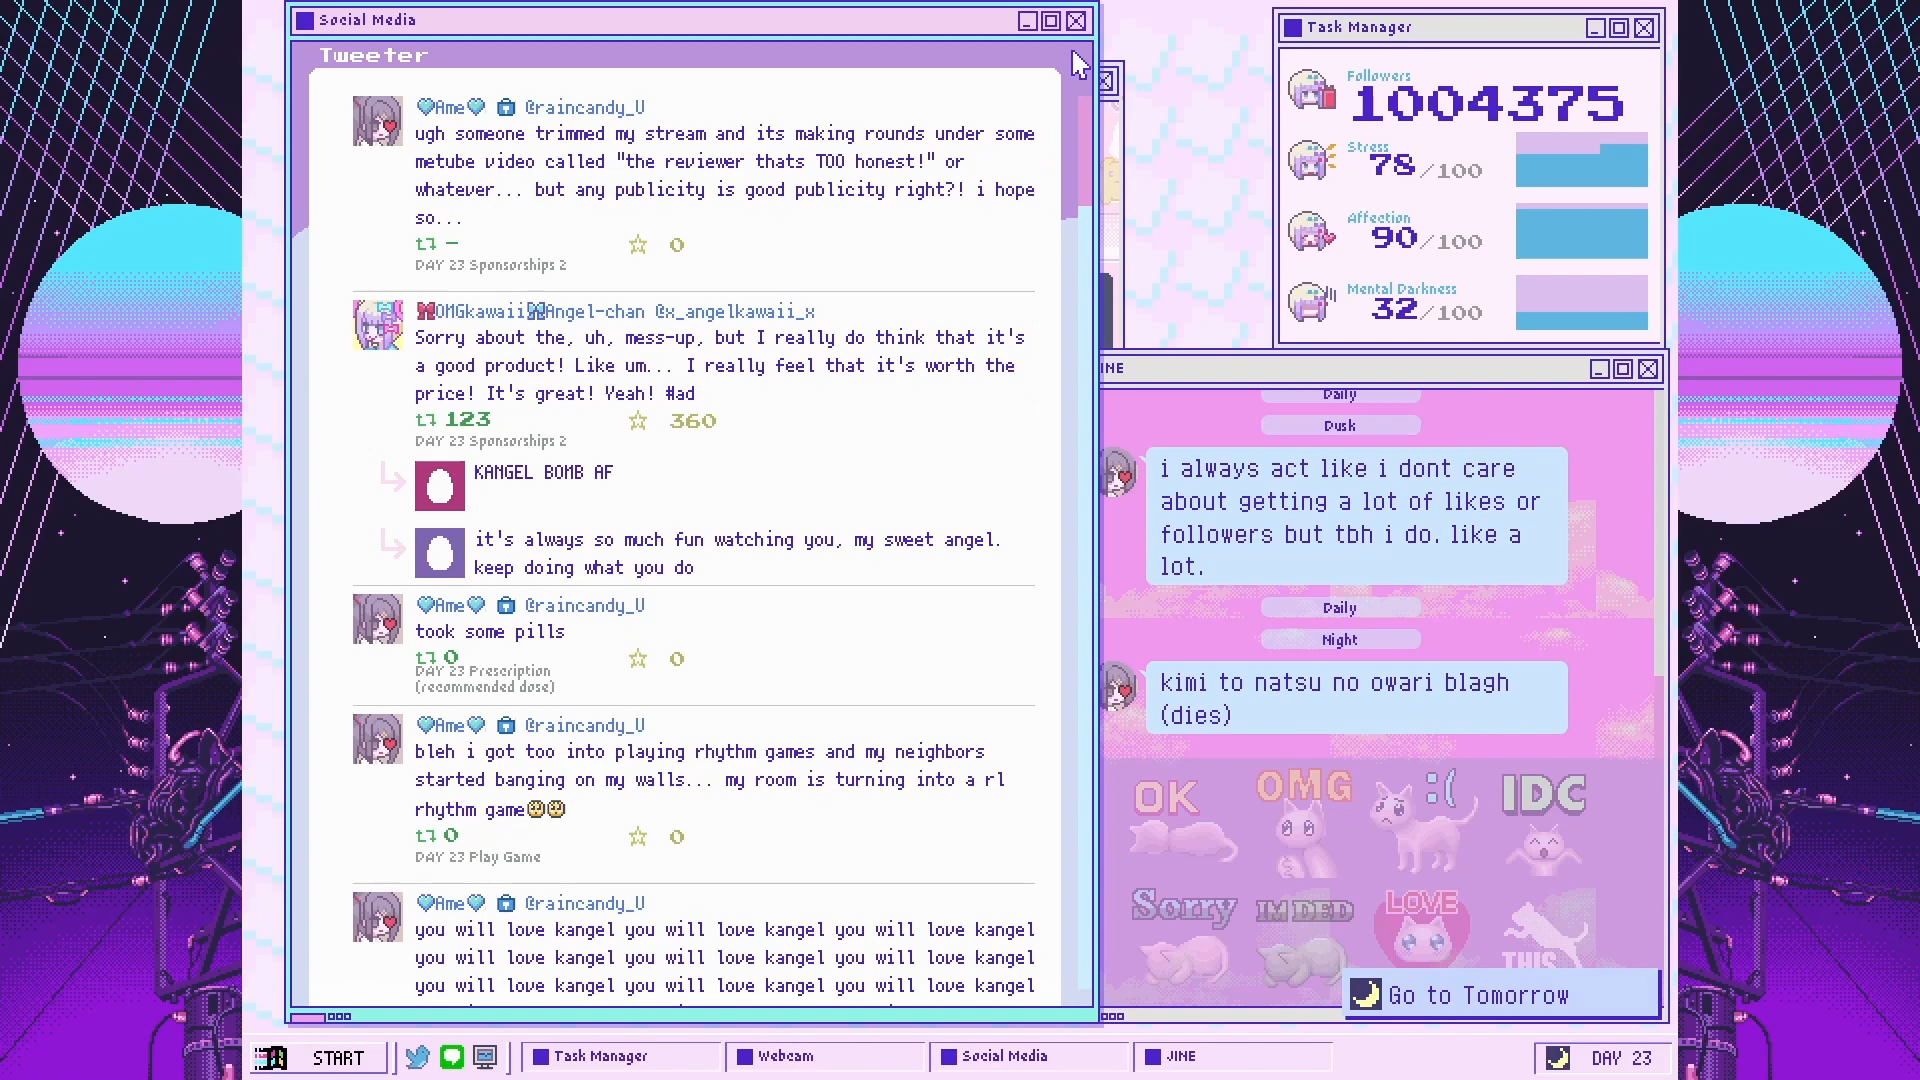 Social Media
Tweeter
Ame @raincandy_U
ugh someone trimmed my stream and its making rounds under some
metube video called "the reviewer thats TOO honest!" or
whatever... but any publicity is good publicity right?! i hope
so...
– 0
DAY 23 Sponsorships 2
OMGkawaii Angel-chan @x_angelkawaii_x
Sorry about the, uh, mess-up, but I really do think that it's
a good product! Like um... I really feel that it's worth the
price! It's great! Yeah! #ad
123 360
DAY 23 Sponsorships 2
KANGEL BOMB AF
it's always so much fun watching you, my sweet angel.
keep doing what you do
Ame @raincandy_U
took some pills
0 0
DAY 23 Prescription
(recommended dose)
Ame @raincandy_U
bleh i got too into playing rhythm games and my neighbors
started banging on my walls... my room is turning into a rl
rhythm game
0 0
DAY 23 Play Game
Ame @raincandy_U
you will love kangel you will love kangel you will love kangel
you will love kangel you will love kangel you will love kangel
you will love kangel you will love kangel you will love kangel
Task Manager
Followers
1004375
Stress
78/100
Affection
90/100
Mental Darkness
32/100
INE
Daily
Dusk
i always act like i dont care
about getting a lot of likes or
followers but tbh i do. like a
lot.
Daily
Night
kimi to natsu no owari blagh
(dies)
OK OMG :( IDC
Sorry IM DED LOVE THIS
Go to Tomorrow
START Task Manager Webcam Social Media JINE DAY 23